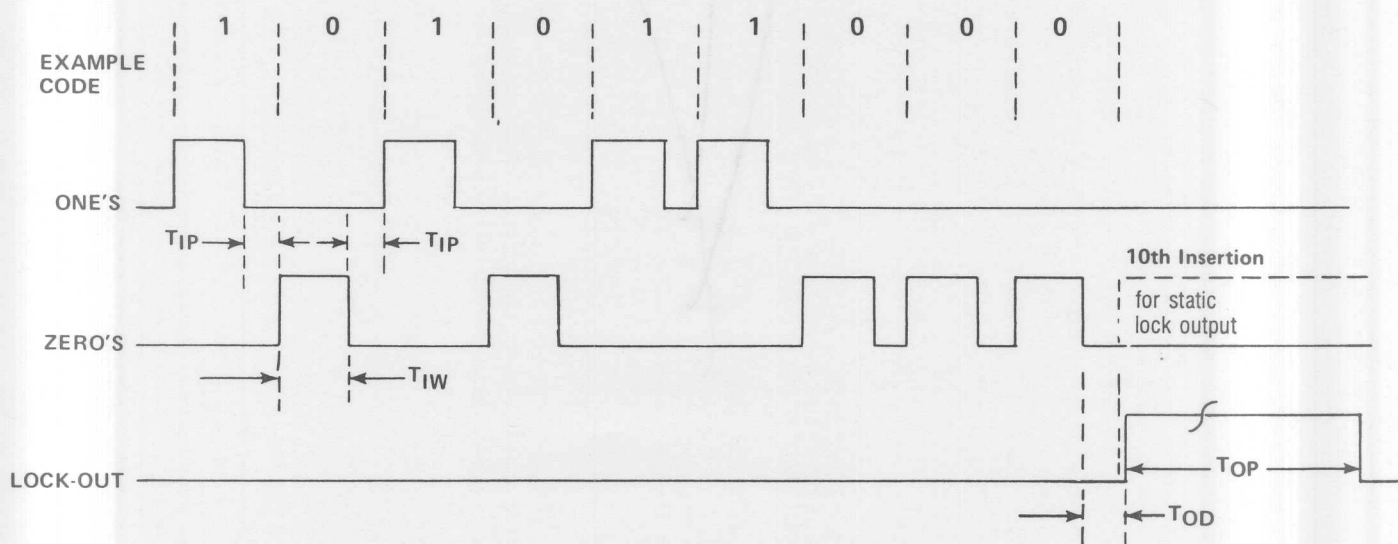 1 0 1 0 1 1 0 0 0
EXAMPLE
CODE
ONE'S
TIP TIP
10th Insertion
for static
lock output
ZERO'S
TIW
LOCK-OUT
TOP
TOD